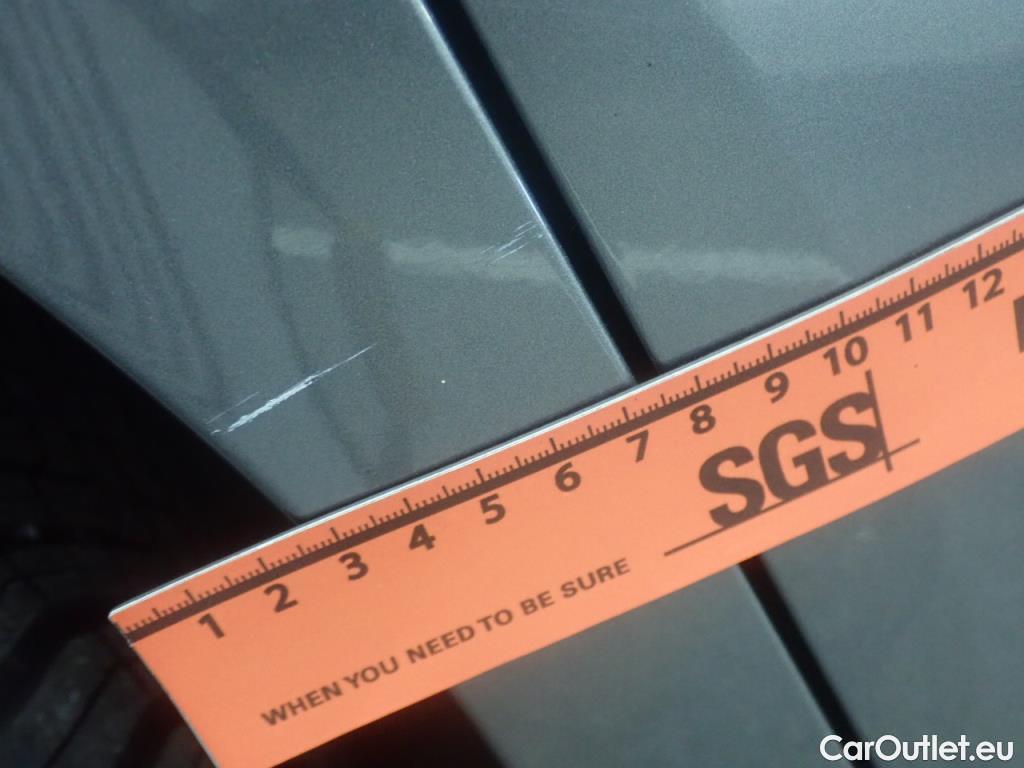 1 2 3 4 5 6 7 8 9 10 11 12
SGS
WHEN YOU NEED TO BE SURE
CarOutlet.eu